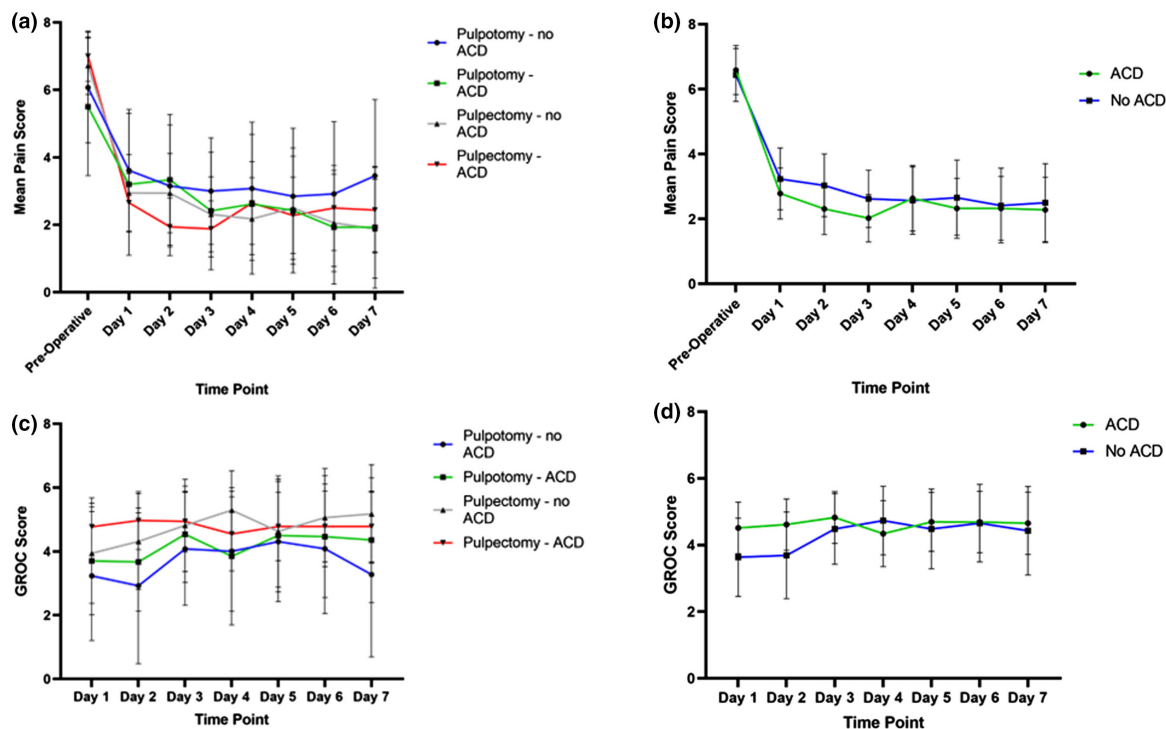 (a)
8
6
4
2
0
Mean Pain Score
Pre-Operative
Day 1
Day 2
Day 3
Day 4
Day 5
Day 6
Day 7
Time Point
Pulpotomy - no
ACD
Pulpotomy -
ACD
Pulpectomy - no
ACD
Pulpectomy -
ACD
(b)
8
6
4
2
0
Mean Pain Score
Pre-Operative
Day 1
Day 2
Day 3
Day 4
Day 5
Day 6
Day 7
Time Point
ACD
No ACD
(c)
8
6
4
2
0
GROC Score
Day 1 Day 2 Day 3 Day 4 Day 5 Day 6 Day 7
Time Point
Pulpotomy - no
ACD
Pulpotomy - ACD
Pulpectomy - no
ACD
Pulpectomy - ACD
(d)
8
6
4
2
0
GROC Score
Day 1 Day 2 Day 3 Day 4 Day 5 Day 6 Day 7
Time Point
ACD
No ACD